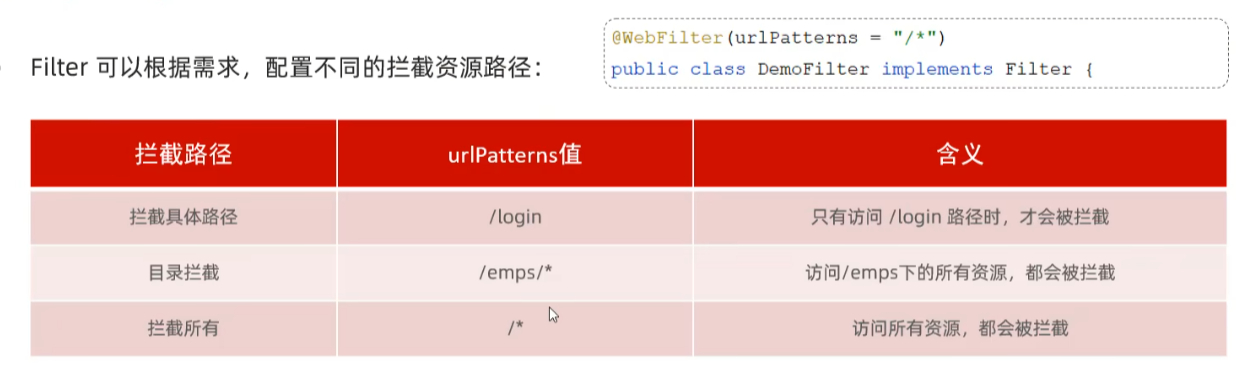 @WebFilter(urlPatterns = "/*")
Filter 可以根据需求，配置不同的拦截资源路径：
public class DemoFilter implements Filter {
拦截路径 urlPatterns值 含义
拦截具体路径 /login 只有访问 /login 路径时，才会被拦截
目录拦截 /emps/* 访问/emps下的所有资源，都会被拦截
拦截所有 /* 访问所有资源，都会被拦截